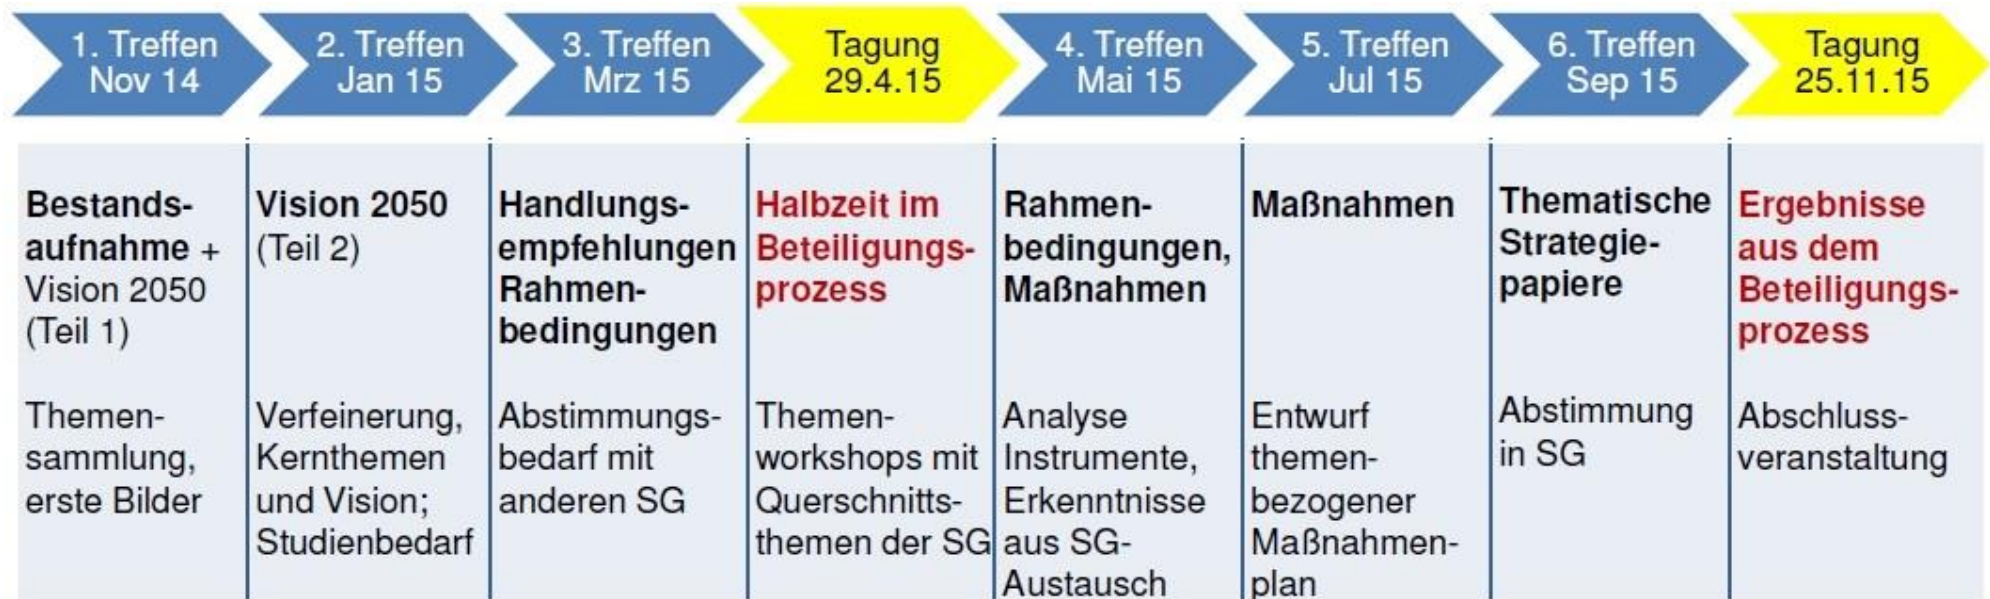 1. Treffen
Nov 14
2. Treffen
Jan 15
3. Treffen
Mrz 15
Tagung
29.4.15
4. Treffen
Mai 15
5. Treffen
Jul 15
6. Treffen
Sep 15
Tagung
25.11.15
Bestands-
aufnahme +
Vision 2050
(Teil 1)
Themen-
sammlung,
erste Bilder
Vision 2050
(Teil 2)
Verfeinerung,
Kernthemen
und Vision;
Studienbedarf
Handlungs-
empfehlungen
Rahmen-
bedingungen
Abstimmungs-
bedarf mit
anderen SG
Halbzeit im
Beteiligungs-
prozess
Themen-
workshops mit
Querschnitts-
themen der SG
Rahmen-
bedingungen,
Maßnahmen
Analyse
Instrumente,
Erkenntnisse
aus SG-
Austausch
Maßnahmen
Entwurf
themen-
bezogener
Maßnahmen-
plan
Thematische
Strategie-
papiere
Abstimmung
in SG
Ergebnisse
aus dem
Beteiligungs-
prozess
Abschluss-
veranstaltung